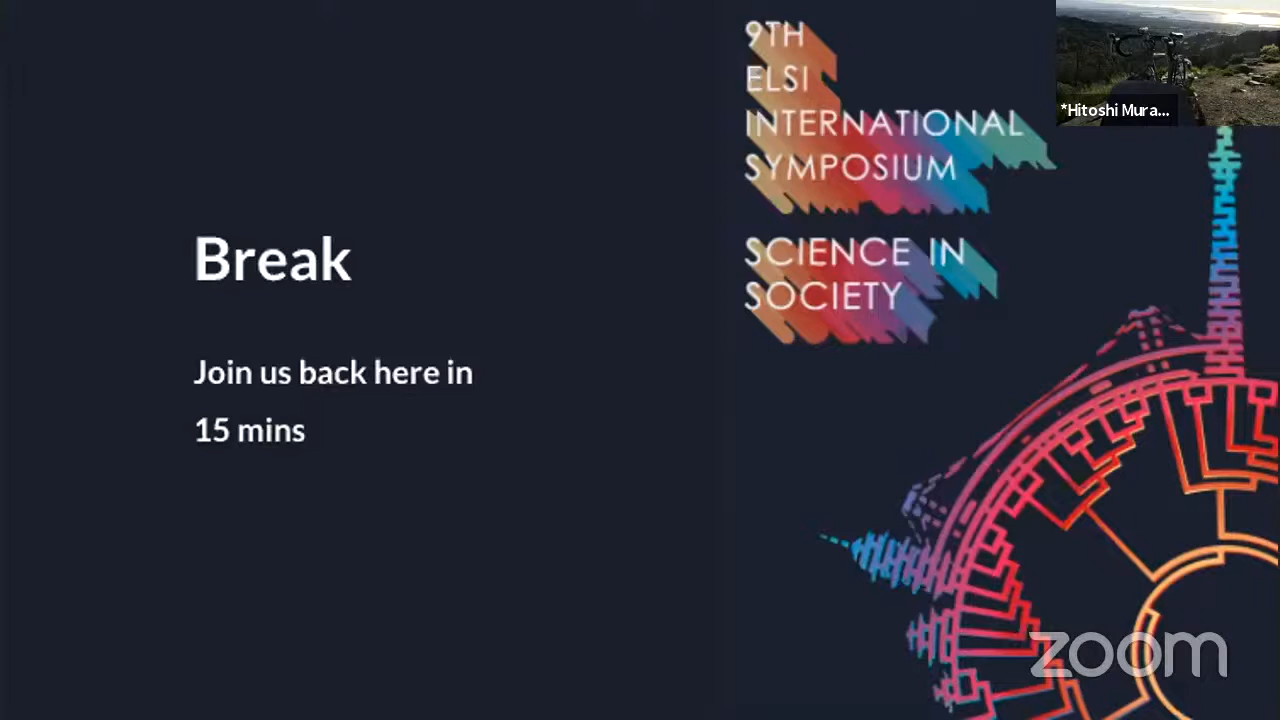 Break
Join us back here in
15 mins
9TH
ELSI
INTERNATIONAL
SYMPOSIUM
SCIENCE IN
SOCIETY
*Hitoshi Mura...
zoom